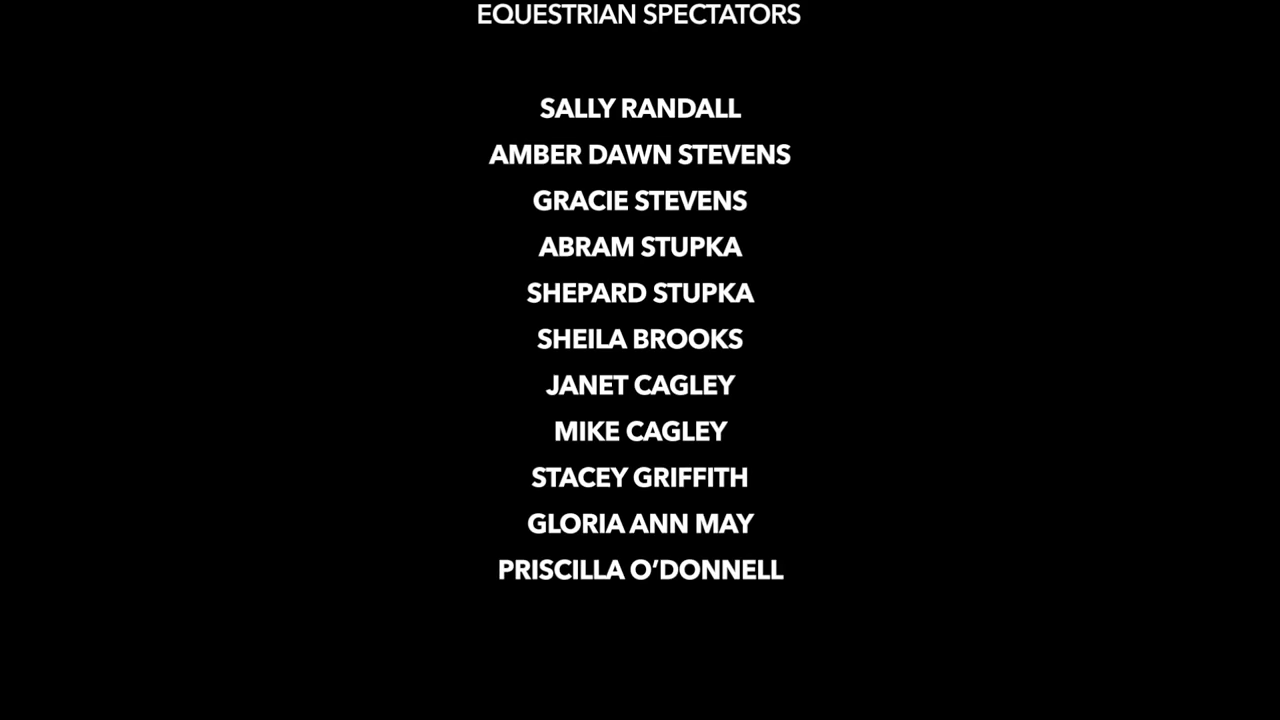 EQUESTRIAN SPECTATORS
SALLY RANDALL
AMBER DAWN STEVENS
GRACIE STEVENS
ABRAM STUPKA
SHEPARD STUPKA
SHEILA BROOKS
JANET CAGLEY
MIKE CAGLEY
STACEY GRIFFITH
GLORIA ANN MAY
PRISCILLA O’DONNELL